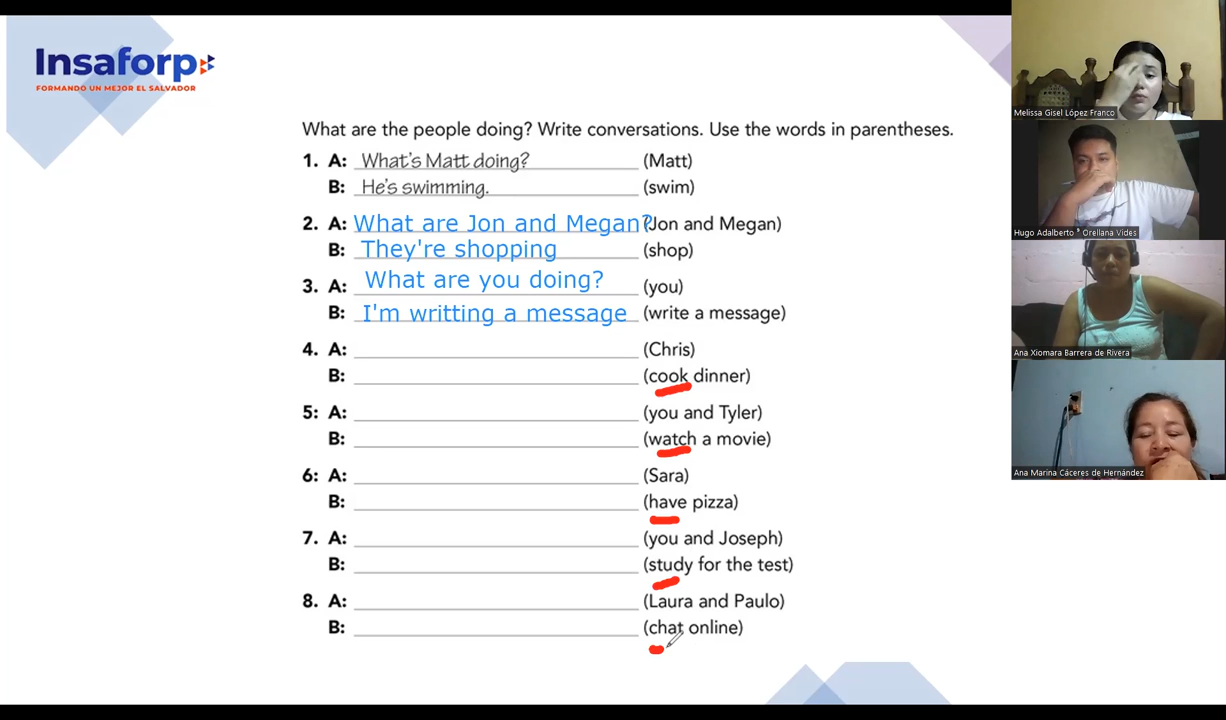 Insaforp
FORMANDO UN MEJOR EL SALVADOR
What are the people doing? Write conversations. Use the words in parentheses.
1. A: What's Matt doing? (Matt)
B: He's swimming. (swim)
2. A: What are Jon and Megan? (Jon and Megan)
B: They're shopping (shop)
3. A: What are you doing? (you)
B: I'm writting a message (write a message)
4. A: (Chris)
B: (cook dinner)
5: A: (you and Tyler)
B: (watch a movie)
6: A: (Sara)
B: (have pizza)
7. A: (you and Joseph)
B: (study for the test)
8. A: (Laura and Paulo)
B: (chat online)
Melissa Gisel López Franco
Hugo Adalberto Orellana Vides
Ana Xiomara Barrera de Rivera
Ana Marina Cáceres de Hernández